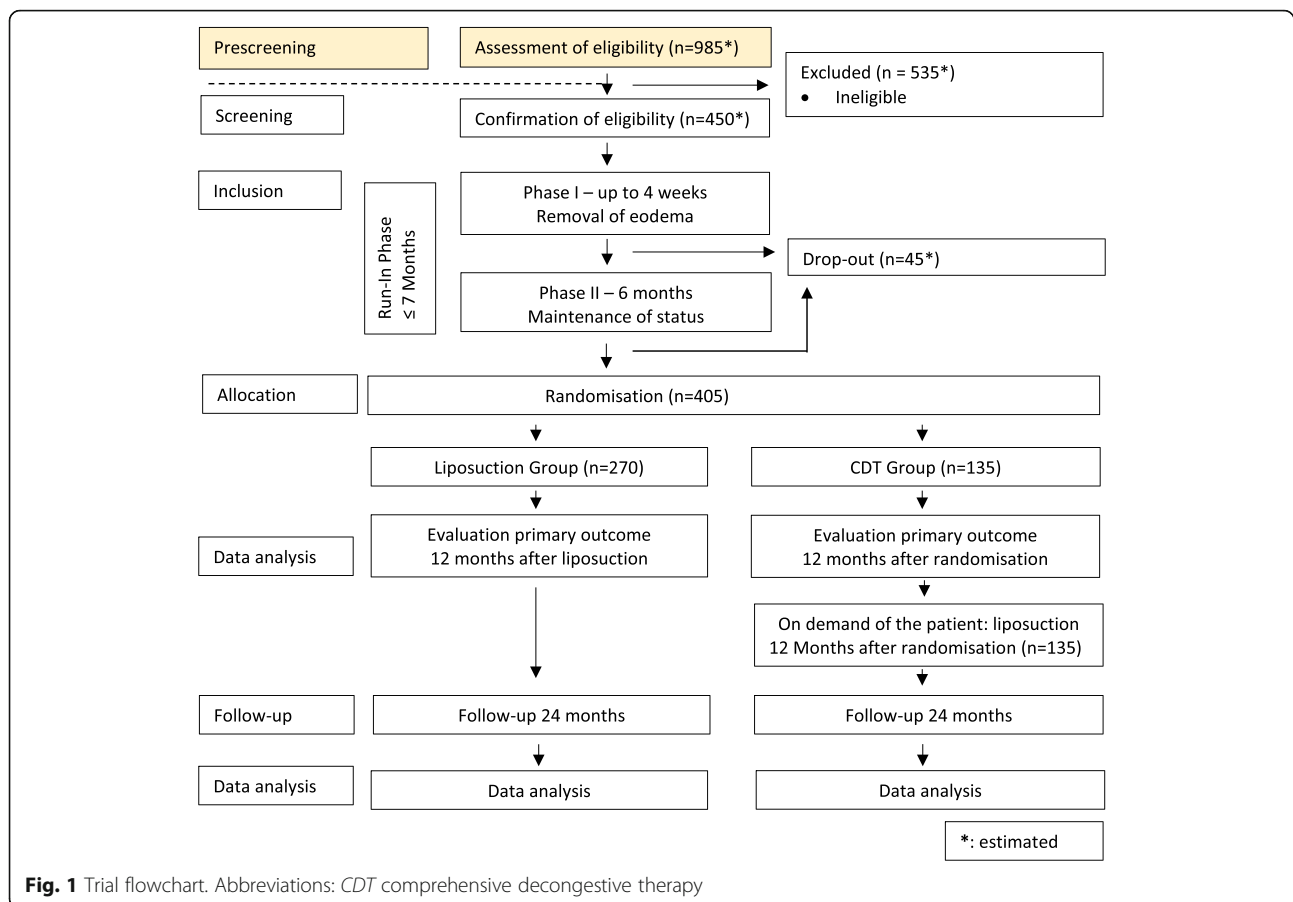 Prescreening
Assessment of eligibility (n=985*)
Excluded (n = 535*)
• Ineligible
Screening
Confirmation of eligibility (n=450*)
Inclusion
Run-In Phase
≤ 7 Months
Phase I – up to 4 weeks
Removal of eodema
Drop-out (n=45*)
Phase II – 6 months
Maintenance of status
Allocation
Randomisation (n=405)
Liposuction Group (n=270)
CDT Group (n=135)
Data analysis
Evaluation primary outcome
12 months after liposuction
Evaluation primary outcome
12 months after randomisation
On demand of the patient: liposuction
12 Months after randomisation (n=135)
Follow-up
Follow-up 24 months
Follow-up 24 months
Data analysis
Data analysis
Data analysis
*: estimated
Fig. 1 Trial flowchart. Abbreviations: CDT comprehensive decongestive therapy